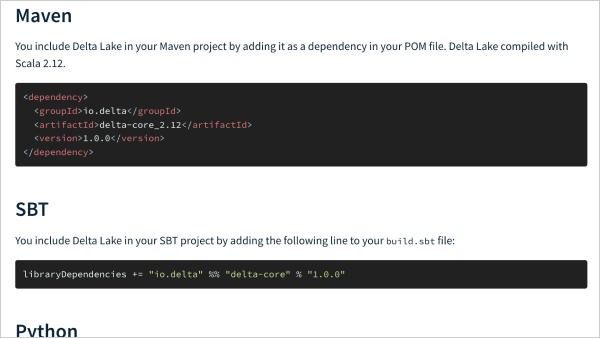 Maven
You include Delta Lake in your Maven project by adding it as a dependency in your POM file. Delta Lake compiled with
Scala 2.12.
<dependency>
  <groupId>io.delta</groupId>
  <artifactId>delta-core_2.12</artifactId>
  <version>1.0.0</version>
</dependency>
SBT
You include Delta Lake in your SBT project by adding the following line to your build.sbt file:
libraryDependencies += "io.delta" %% "delta-core" % "1.0.0"
Python